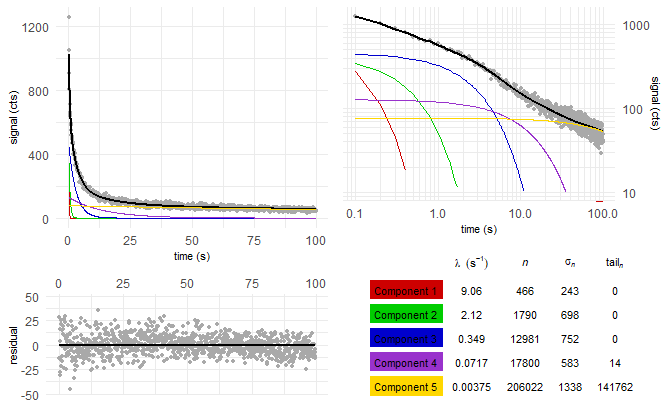 1200
800
400
0
signal (cts)
0 25 50 75 100
time (s)
1000
100
10
signal (cts)
0.1 1.0 10.0 100.0
time (s)
0 25 50 75 100
50
25
0
-25
-50
residual
λ (s⁻¹) n σₙ tailₙ
Component 1 9.06 466 243 0
Component 2 2.12 1790 698 0
Component 3 0.349 12981 752 0
Component 4 0.0717 17800 583 14
Component 5 0.00375 206022 1338 141762